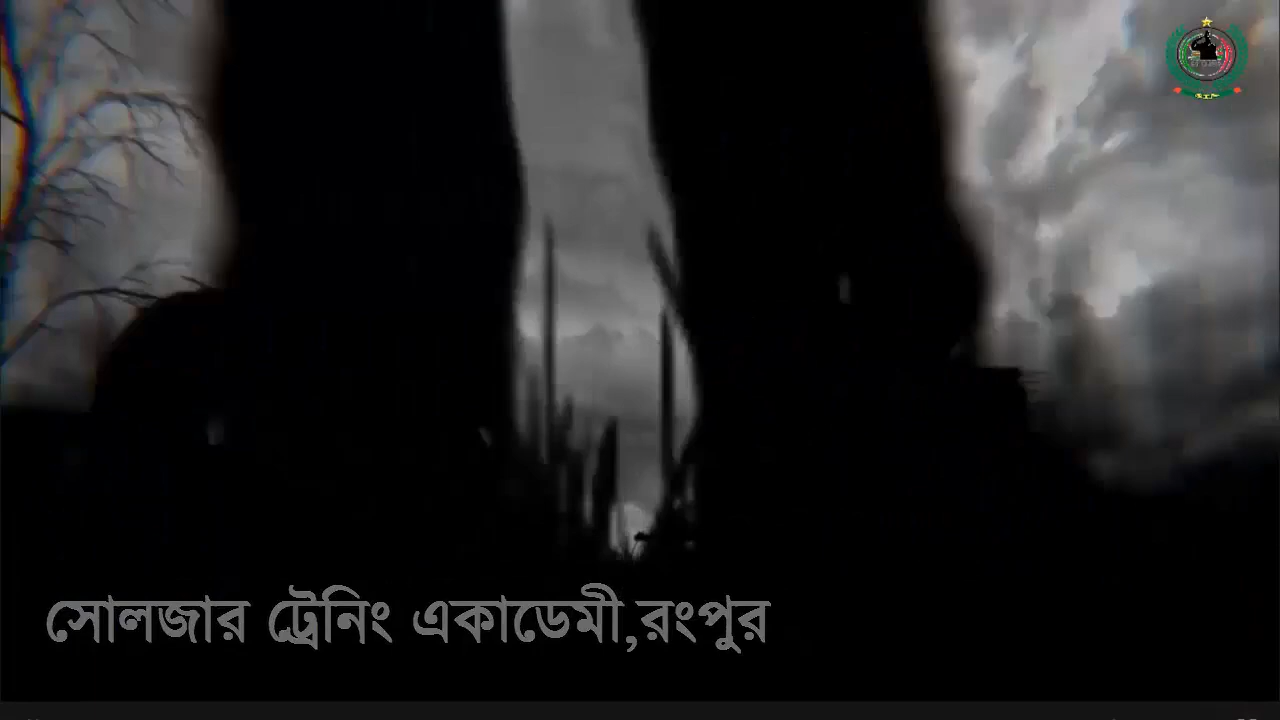 সোলজার ট্রেনিং একাডেমী,রংপুর